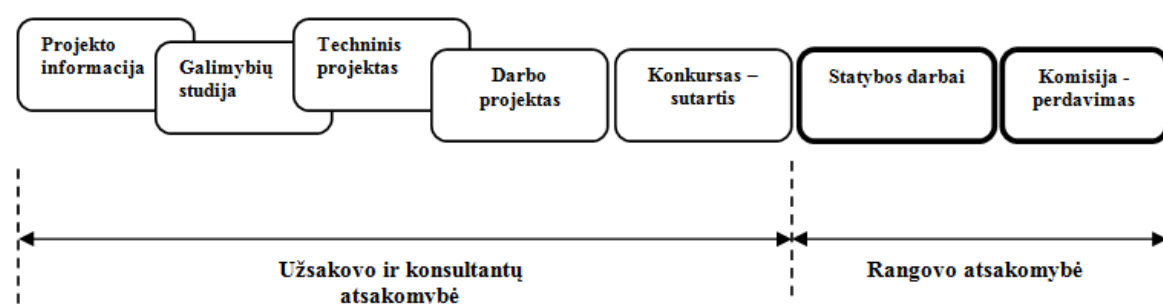 Projekto
informacija
Galimybių
studija
Techninis
projektas
Darbo
projektas
Konkursas –
sutartis
Statybos darbai
Komisija -
perdavimas
Užsakovo ir konsultantų
atsakomybė
Rangovo atsakomybė